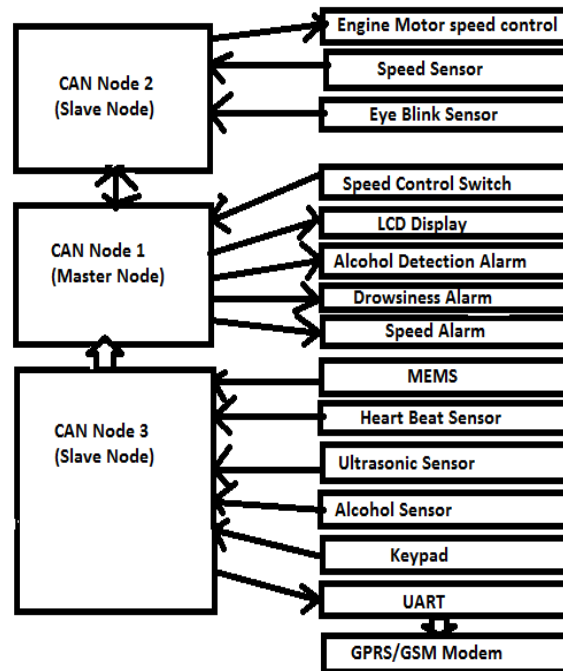 CAN Node 2
(Slave Node)
Engine Motor speed control
Speed Sensor
Eye Blink Sensor
CAN Node 1
(Master Node)
Speed Control Switch
LCD Display
Alcohol Detection Alarm
Drowsiness Alarm
Speed Alarm
CAN Node 3
(Slave Node)
MEMS
Heart Beat Sensor
Ultrasonic Sensor
Alcohol Sensor
Keypad
UART
GPRS/GSM Modem